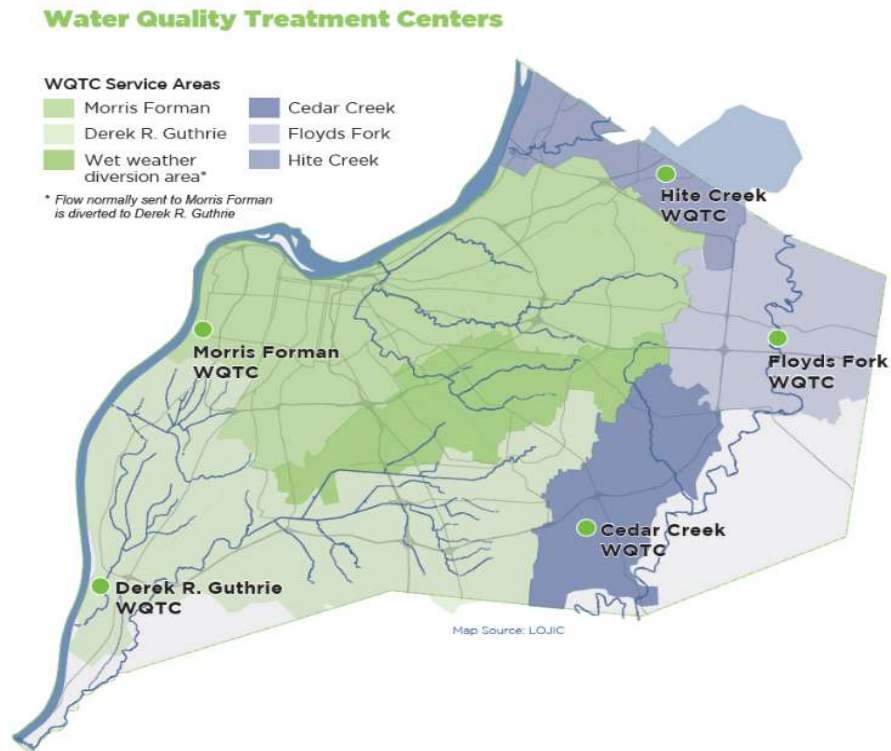 Water Quality Treatment Centers
WQTC Service Areas
Morris Forman
Derek R. Guthrie
Wet weather
diversion area*
Cedar Creek
Floyds Fork
Hite Creek
* Flow normally sent to Morris Forman
is diverted to Derek R. Guthrie
Hite Creek
WQTC
Morris Forman
WQTC
Floyds Fork
WQTC
Cedar Creek
WQTC
Derek R. Guthrie
WQTC
Map Source: LOJIC